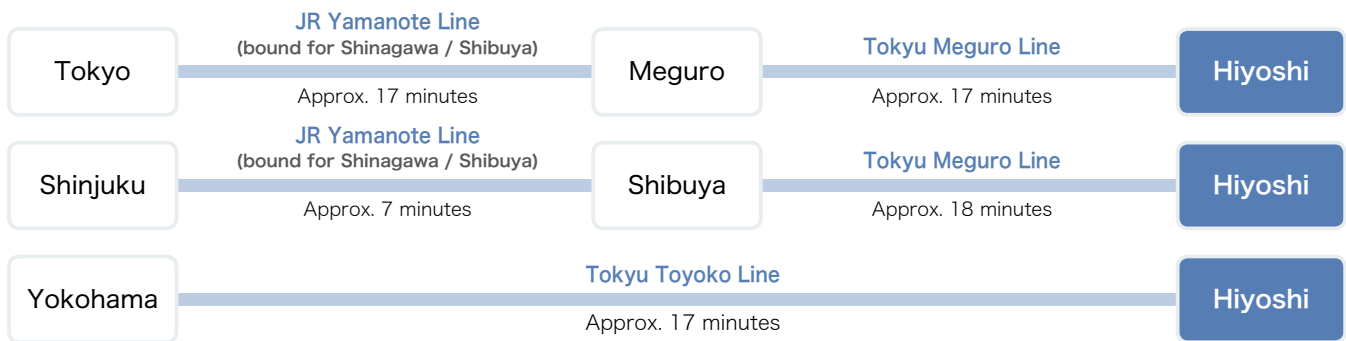 Tokyo
JR Yamanote Line
(bound for Shinagawa / Shibuya)
Approx. 17 minutes
Meguro
Tokyu Meguro Line
Approx. 17 minutes
Hiyoshi
Shinjuku
JR Yamanote Line
(bound for Shinagawa / Shibuya)
Approx. 7 minutes
Shibuya
Tokyu Meguro Line
Approx. 18 minutes
Hiyoshi
Yokohama
Tokyu Toyoko Line
Approx. 17 minutes
Hiyoshi